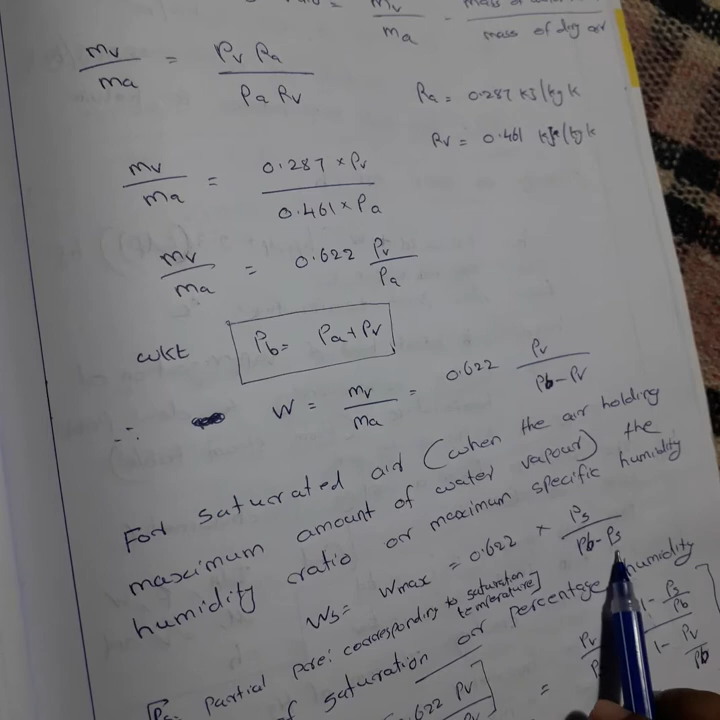 = mv/ma - mass of
mass of dry air
mv/ma = Pv Ra / Pa Rv
Ra = 0.287 KJ/kg k
Rv = 0.461 KJ/kg k
mv/ma = 0.287 × Pv / 0.461 × Pa
mv/ma = 0.622 Pv/Pa
wkt Pb = Pa + Pv
∴ W = mv/ma = 0.622 Pv / Pb - Pv
For saturated air (when the air holding
maximum amount of water vapour) the
humidity ratio or maximum specific humidity
Ws = Wmax = 0.622 × Ps / Pb - Ps
Partial pre: corresponding to saturation temperature]
of saturation or percentage humidity
0.622 Pv
= Pv 1 - Ps/Pb
1 - Pv/Pb